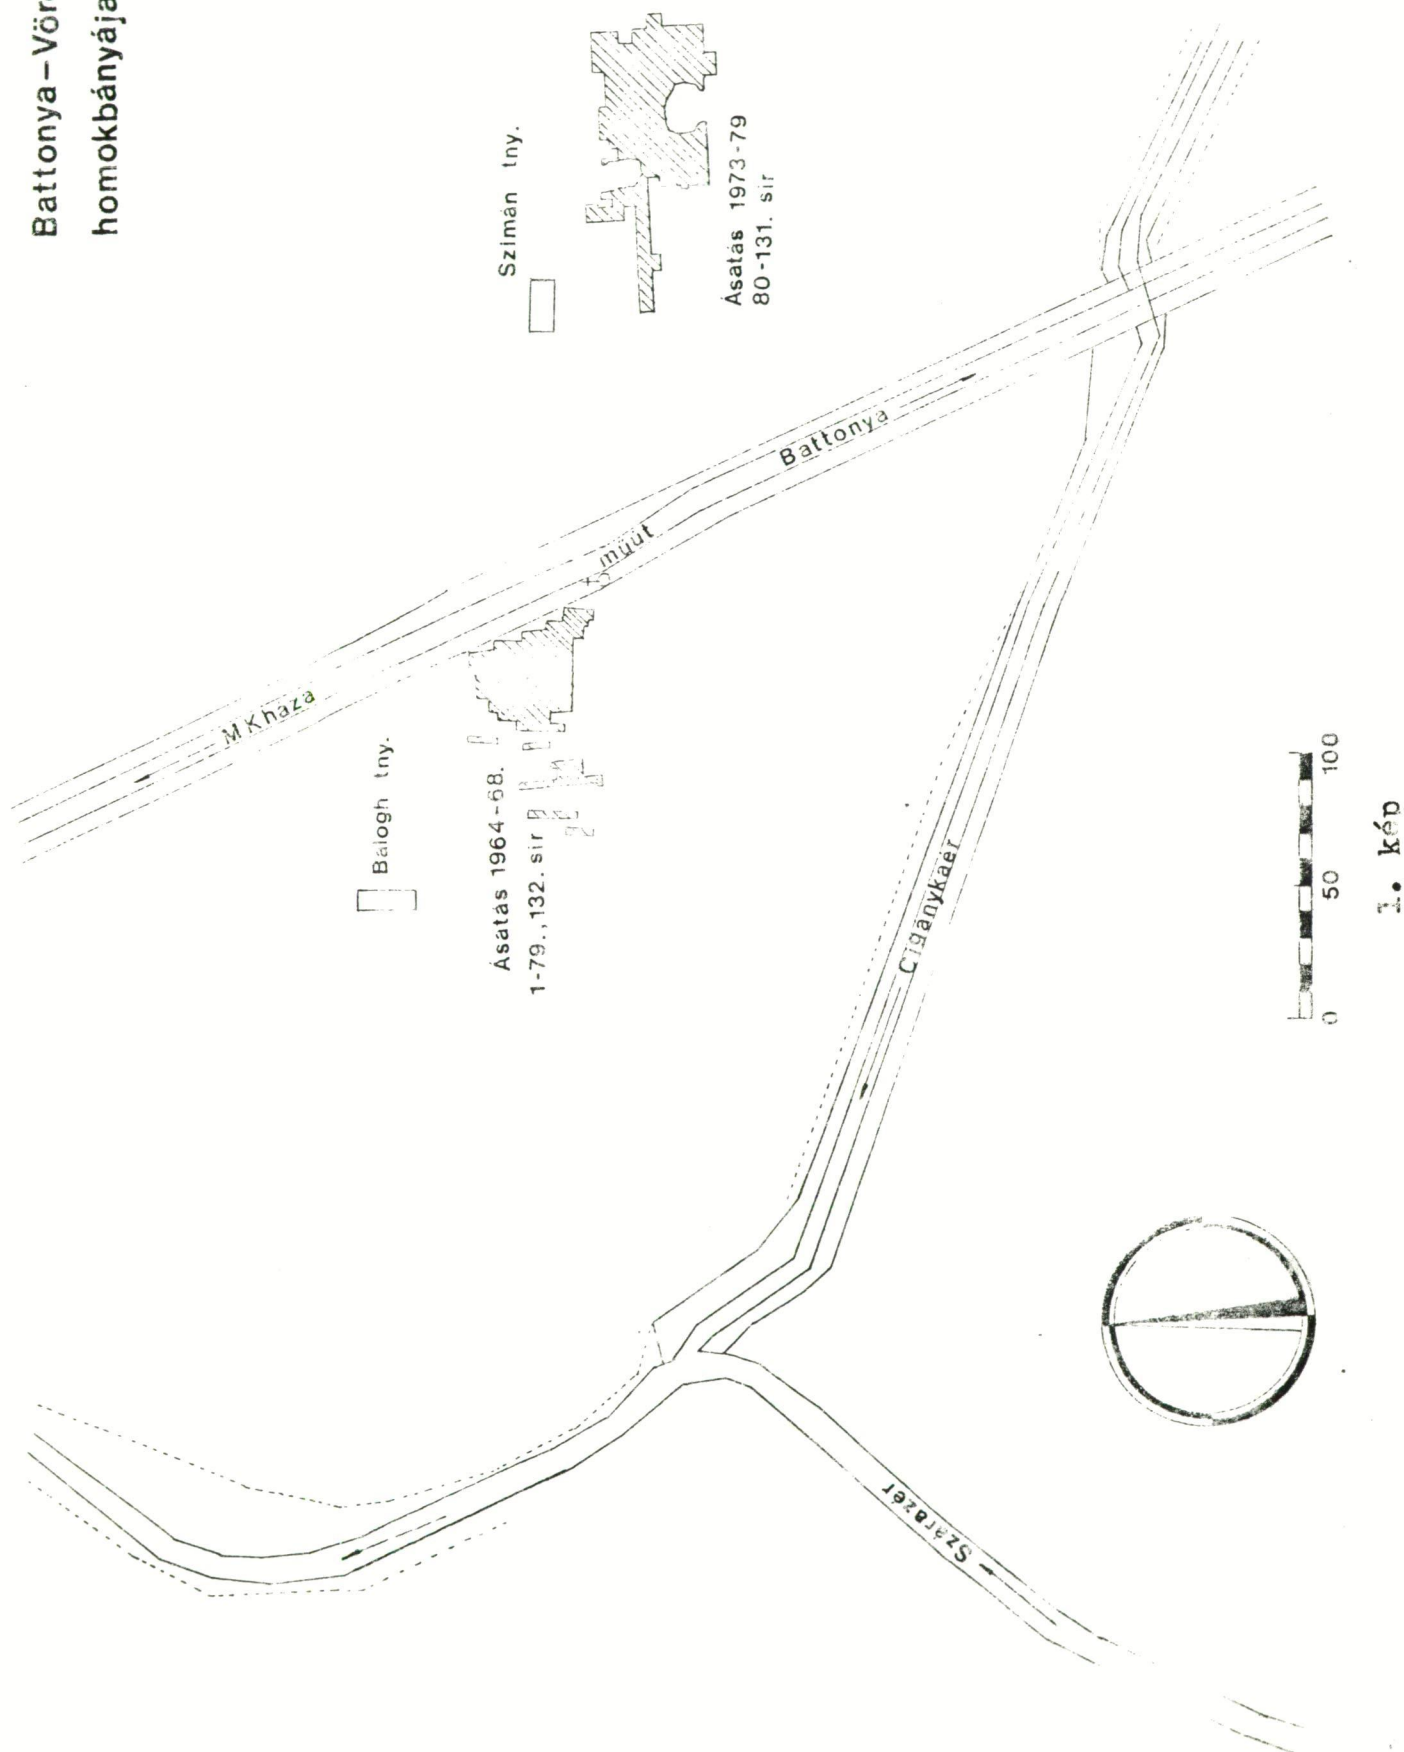 Battonya-Vör
homokbányája
Szimán tny.
Ásatás 1973-79
80-131. sír
Battonya
műút
MKháza
Balogh tny.
Ásatás 1964-68.
1-79.,132. sír
Cigánykaér
Szárazér
0 50 100
1. kép